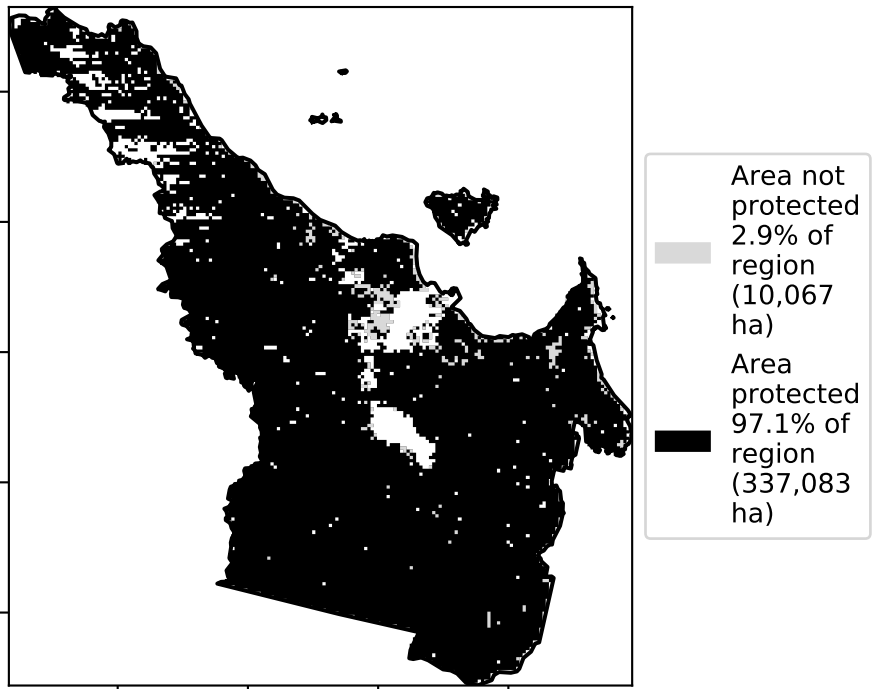 Area not
protected
2.9% of
region
(10,067
ha)
Area
protected
97.1% of
region
(337,083
ha)